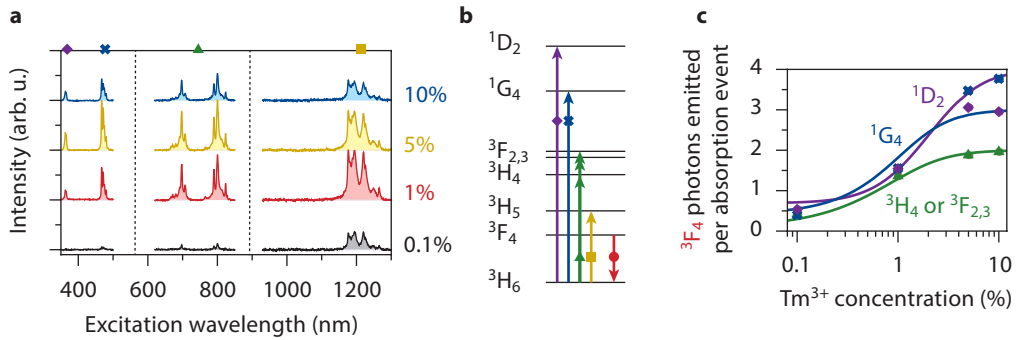 a
Intensity (arb. u.)
10%
5%
1%
0.1%
400 600 800 1000 1200
Excitation wavelength (nm)
b
¹D₂
¹G₄
³F₂,₃
³H₄
³H₅
³F₄
³H₆
c
³F₄ photons emitted
per absorption event
4
3
2
1
0
¹D₂
¹G₄
³H₄ or ³F₂,₃
0.1 1 10
Tm³⁺ concentration (%)